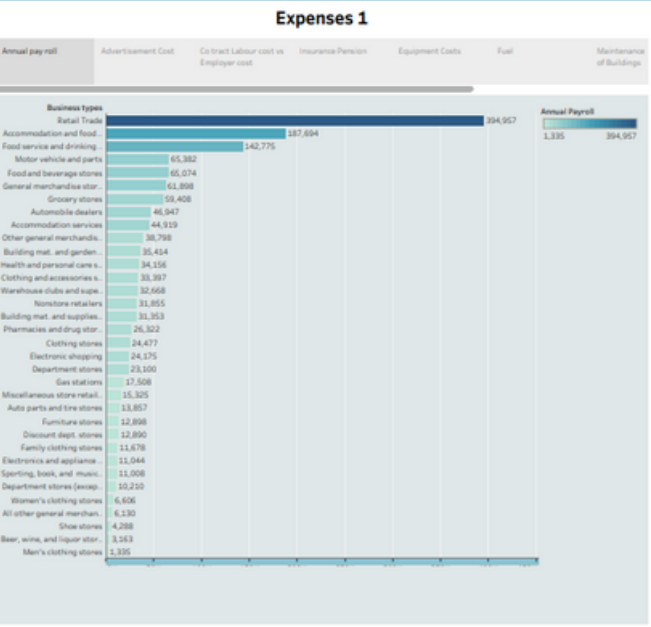 Expenses 1
Annual pay roll
Advertisement Cost
Co tract Labour cost vs
Employer cost
Insurance Pension
Equipment Costs
Fuel
Maintenance
of Buildings
Annual Payroll
1,335 394,957
Business types
Retail Trade 394,957
Accommodation and food.. 187,694
Food service and drinking.. 142,775
Motor vehicle and parts 65,382
Food and beverage stores 65,074
General merchandise stor.. 61,898
Grocery stores 59,408
Automobile dealers 46,947
Accommodation services 44,919
Other general merchandis.. 38,798
Building mat. and garden.. 35,414
Health and personal care s.. 34,156
Clothing and accessories s.. 33,397
Warehouse clubs and supe.. 32,668
Nonstore retailers 31,855
Building mat. and supplies.. 31,353
Pharmacies and drug stor.. 26,322
Clothing stores 24,477
Electronic shopping 24,175
Department stores 23,100
Gas stations 17,508
Miscellaneous store retail.. 15,325
Auto parts and tire stores 13,857
Furniture stores 12,898
Discount dept. stores 12,890
Family clothing stores 11,678
Electronics and appliance .. 11,044
Sporting, book, and music.. 11,008
Department stores (excep.. 10,210
Women's clothing stores 6,606
All other general merchan.. 6,130
Shoe stores 4,288
Beer, wine, and liquor stor.. 3,163
Men's clothing stores 1,335